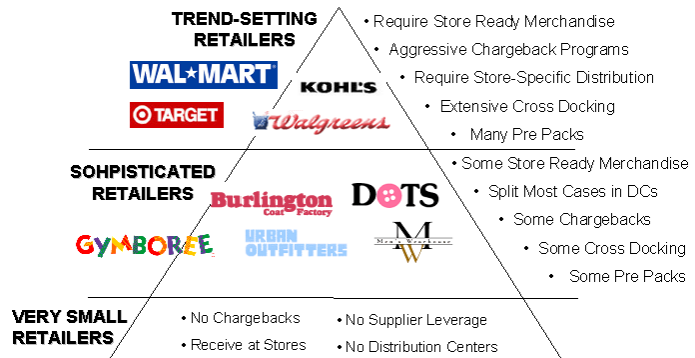 TREND-SETTING
RETAILERS
WAL★MART
KOHL'S
TARGET
Walgreens
• Require Store Ready Merchandise
• Aggressive Chargeback Programs
• Require Store-Specific Distribution
• Extensive Cross Docking
• Many Pre Packs
SOHPISTICATED
RETAILERS
Burlington
Coat Factory
DOTS
GYMBOREE
URBAN
OUTFITTERS
M
Men's Wearhouse
W
• Some Store Ready Merchandise
• Split Most Cases in DCs
• Some Chargebacks
• Some Cross Docking
• Some Pre Packs
VERY SMALL
RETAILERS
• No Chargebacks
• Receive at Stores
• No Supplier Leverage
• No Distribution Centers